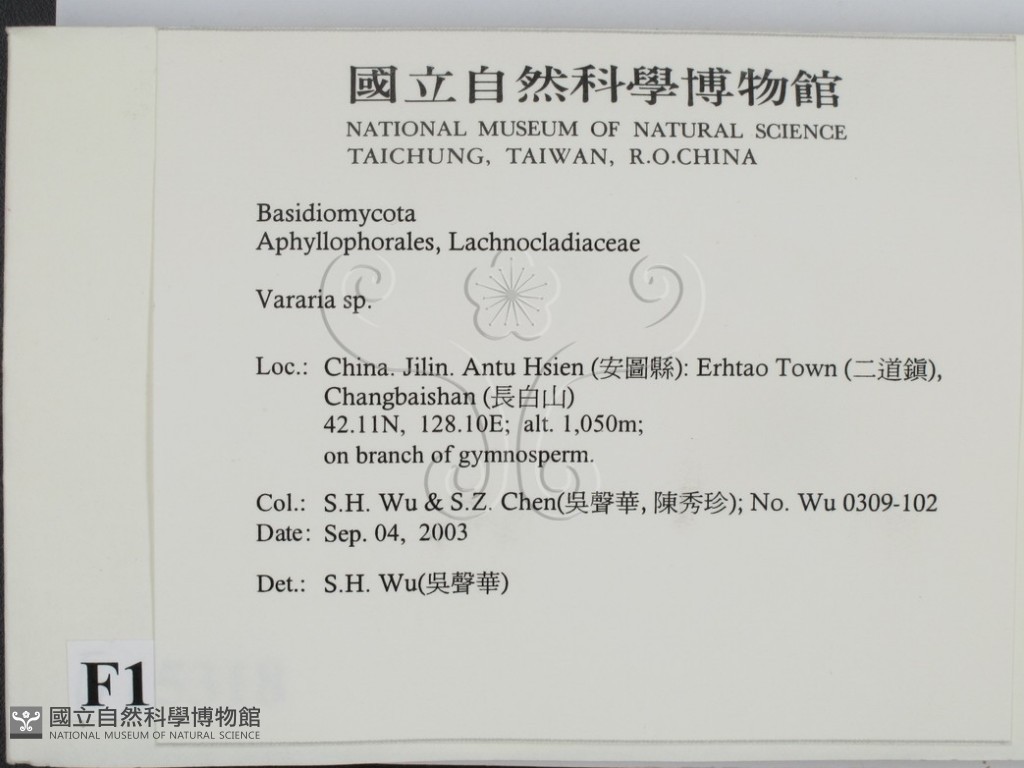 國立自然科學博物館
NATIONAL MUSEUM OF NATURAL SCIENCE
TAICHUNG, TAIWAN, R.O.CHINA
Basidiomycota
Aphyllophorales, Lachnocladiaceae
Vararia sp.
Loc.: China. Jilin. Antu Hsien (安圖縣): Erhtao Town (二道鎭),
Changbaishan (長白山)
42.11N, 128.10E; alt. 1,050m;
on branch of gymnosperm.
Col.: S.H. Wu & S.Z. Chen(吳聲華, 陳秀珍); No. Wu 0309-102
Date: Sep. 04, 2003
Det.: S.H. Wu(吳聲華)
F1
國立自然科學博物館
NATIONAL MUSEUM OF NATURAL SCIENCE